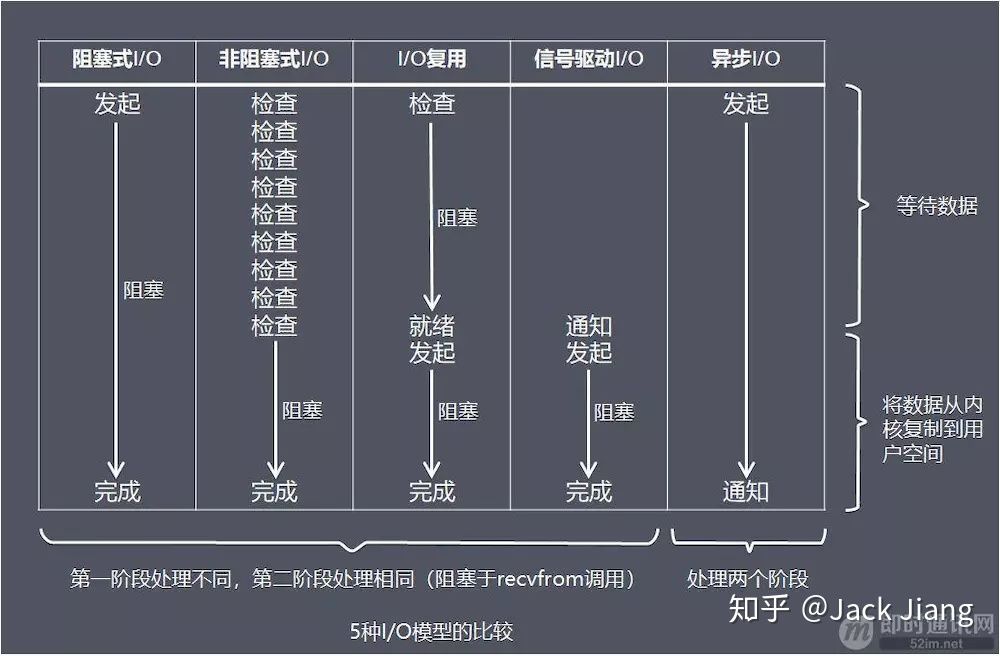 阻塞式I/O 非阻塞式I/O I/O复用 信号驱动I/O 异步I/O
发起 检查 检查 发起
检查
检查
检查
检查
检查
检查
检查
检查 就绪 通知
发起 发起
阻塞
阻塞
阻塞 阻塞 阻塞
完成 完成 完成 完成 通知
等待数据
将数据从内
核复制到用
户空间
第一阶段处理不同，第二阶段处理相同（阻塞于recvfrom调用）
处理两个阶段
5种I/O模型的比较
知乎 @Jack Jiang
即时通讯网
52im.net